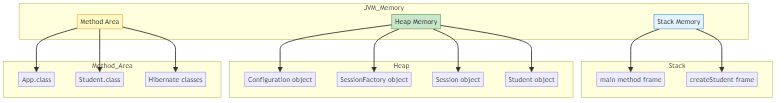 JVM_Memory
Method Area
Heap Memory
Stack Memory
Method_Area
App.class
Student.class
Hibernate classes
Heap
Configuration object
SessionFactory object
Session object
Student object
Stack
main method frame
createStudent frame